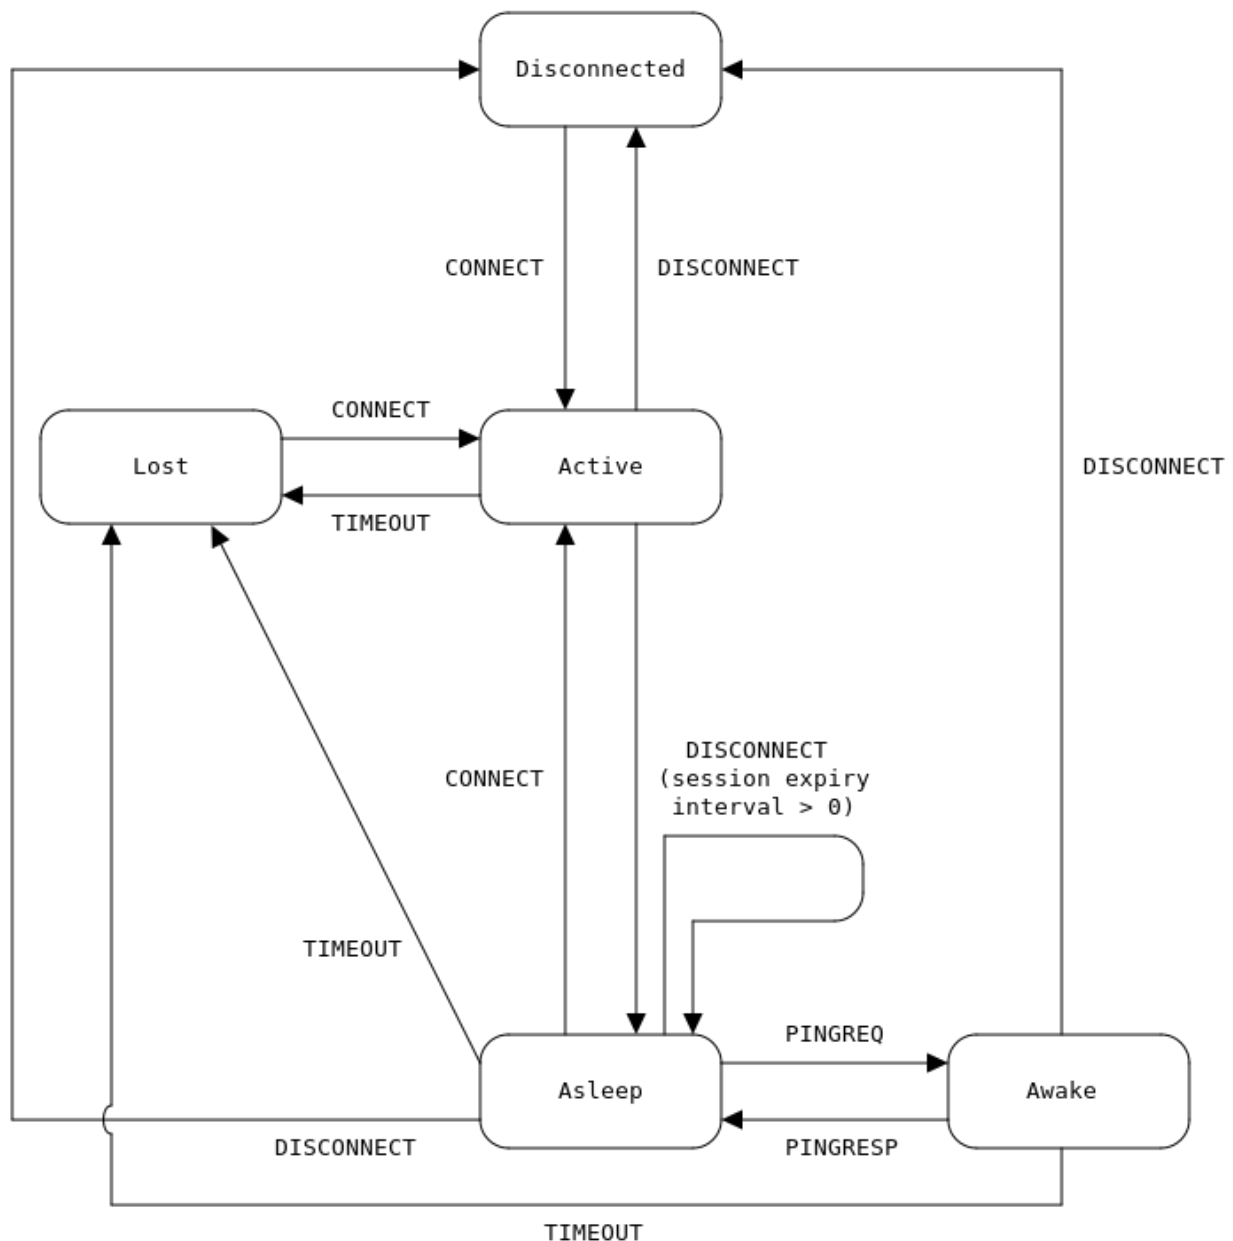 Disconnected
CONNECT
DISCONNECT
CONNECT
Lost
Active
DISCONNECT
TIMEOUT
DISCONNECT
CONNECT
(session expiry
interval > 0)
TIMEOUT
PINGREQ
Asleep
Awake
DISCONNECT
PINGRESP
TIMEOUT